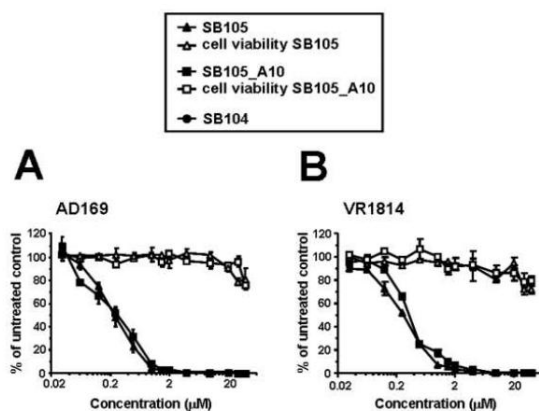 SB105
cell viability SB105
SB105_A10
cell viability SB105_A10
SB104
A
B
AD169
VR1814
% of untreated control
120
100
80
60
40
20
0
0.02
0.2
2
20
Concentration (µM)
% of untreated control
120
100
80
60
40
20
0
0.02
0.2
2
20
Concentration (µM)